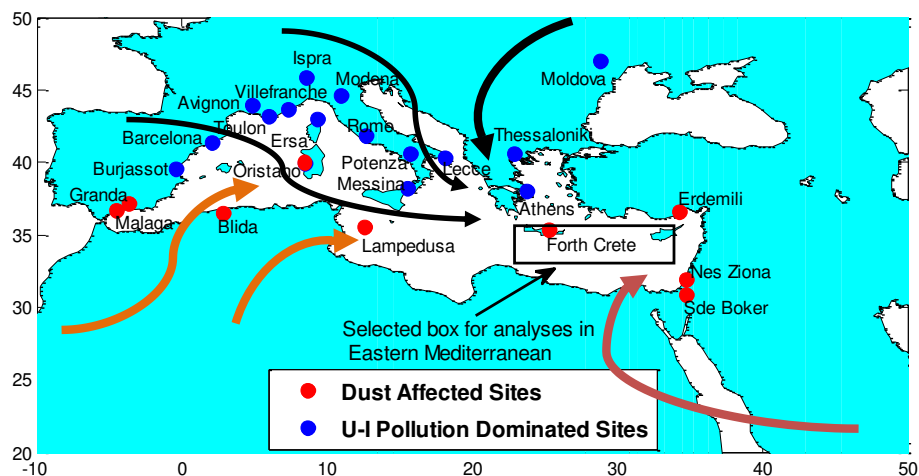 50
45
40
35
30
25
20
-10
0
10
20
30
40
50
Ispra
Modena
Moldova
Villefranche
Avignon
Toulon
Ersa
Barcelona
Rome
Thessaloniki
Burjassot
Oristano
Potenza
Lecce
Messina
Granda
Malaga
Blida
Athens
Erdemili
Lampedusa
Forth Crete
Nes Ziona
Sde Boker
Selected box for analyses in
Eastern Mediterranean
Dust Affected Sites
U-I Pollution Dominated Sites